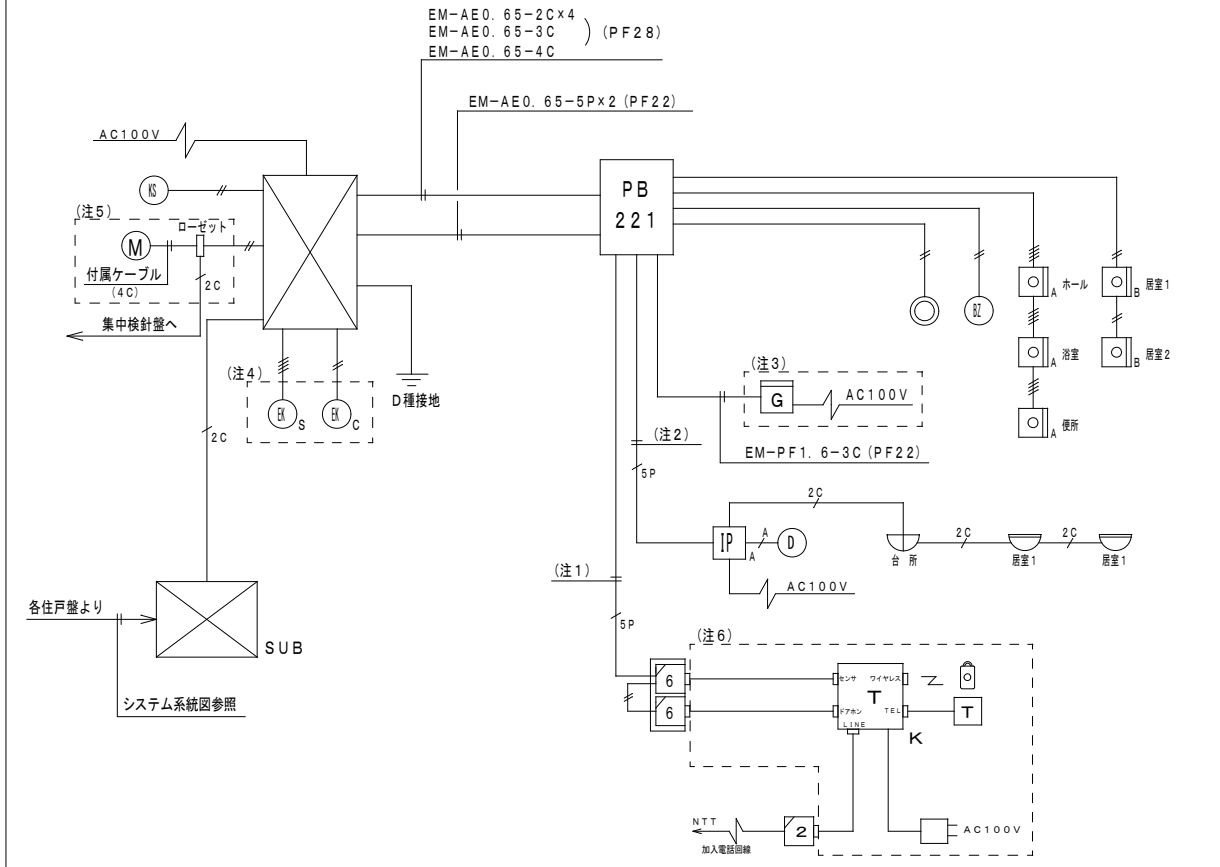 EM-AE0.65-2C×4
EM-AE0.65-3C
(PF28)
EM-AE0.65-4C
EM-AE0.65-5P×2(PF22)
AC100V
KS
PB
221
(注5)
ローゼット
M
付属ケーブル
(4C)
2C
集中検針盤へ
ホール
A
居室1
B
BZ
浴室
A
居室2
B
便所
A
(注4)
EK
S
EK
C
D種接地
(注3)
G
AC100V
(注2)
EM-PF1.6-3C(PF22)
5P
2C
2C
IP
A
A
D
台所
2C
居室1
2C
居室1
AC100V
(注1)
5P
各住戸盤より
SUB
システム系統図参照
(注6)
6
6
センサ
ワイヤレス
T
ドアホン
TEL
LINE
K
T
NTT
加入電話回線
2
AC100V